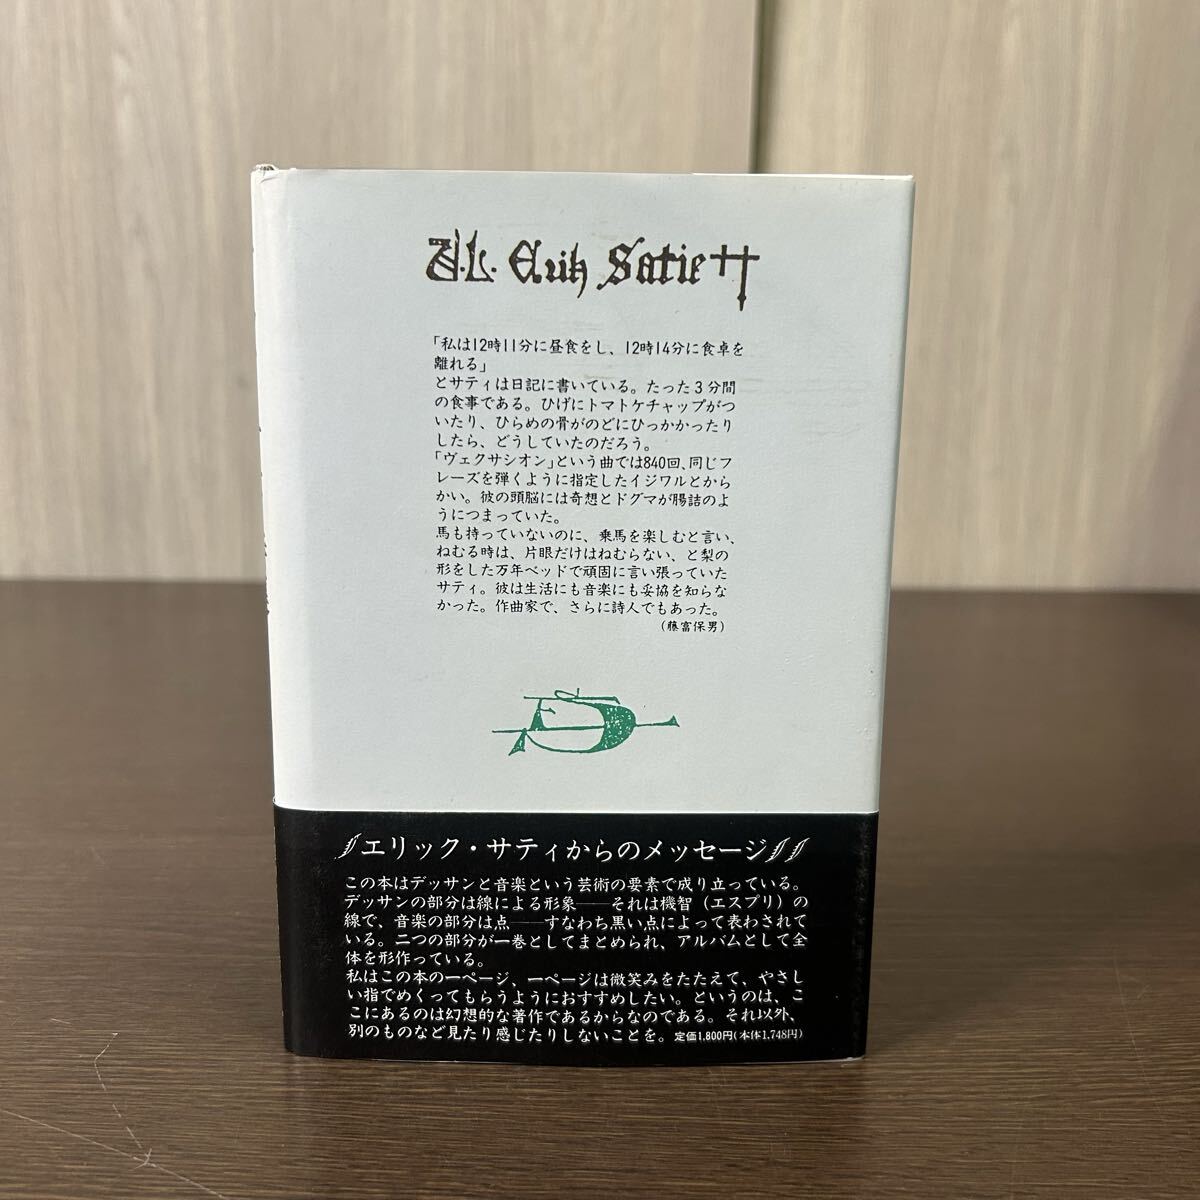 Erik Satie
「私は12時11分に昼食をし、12時14分に食卓を
離れる」
とサティは日記に書いている。たった3分間
の食事である。ひげにトマトケチャップがつ
いたり、ひらめの骨がのどにひっかかったり
したら、どうしていたのだろう。
「ヴェクサシオン」という曲では840回、同じフ
レーズを弾くように指定したイジワルとから
かい。彼の頭脳には奇想とドグマが腸詰のよ
うにつまっていた。
馬も持っていないのに、乗馬を楽しむと言い、
ねむる時は、片眼だけはねむらない、と梨の
形をした万年ベッドで頑固に言い張っていた
サティ。彼は生活にも音楽にも妥協を知らな
かった。作曲家で、さらに詩人でもあった。
(藤富保男)
エリック・サティからのメッセージ
この本はデッサンと音楽という芸術の要素で成り立っている。
デッサンの部分は線による形象――それは機智(エスプリ)の
線で、音楽の部分は点――すなわち黒い点によって表わされて
いる。二つの部分が一巻としてまとめられ、アルバムとして全
体を形作っている。
私はこの本の一ページ、一ページは微笑みをたたえて、やさし
い指でめくってもらうようにおすすめしたい。というのは、こ
こにあるのは幻想的な著作であるからなのである。それ以外、
別のものなど見たり感じたりしないことを。定価1,800円(本体1,748円)